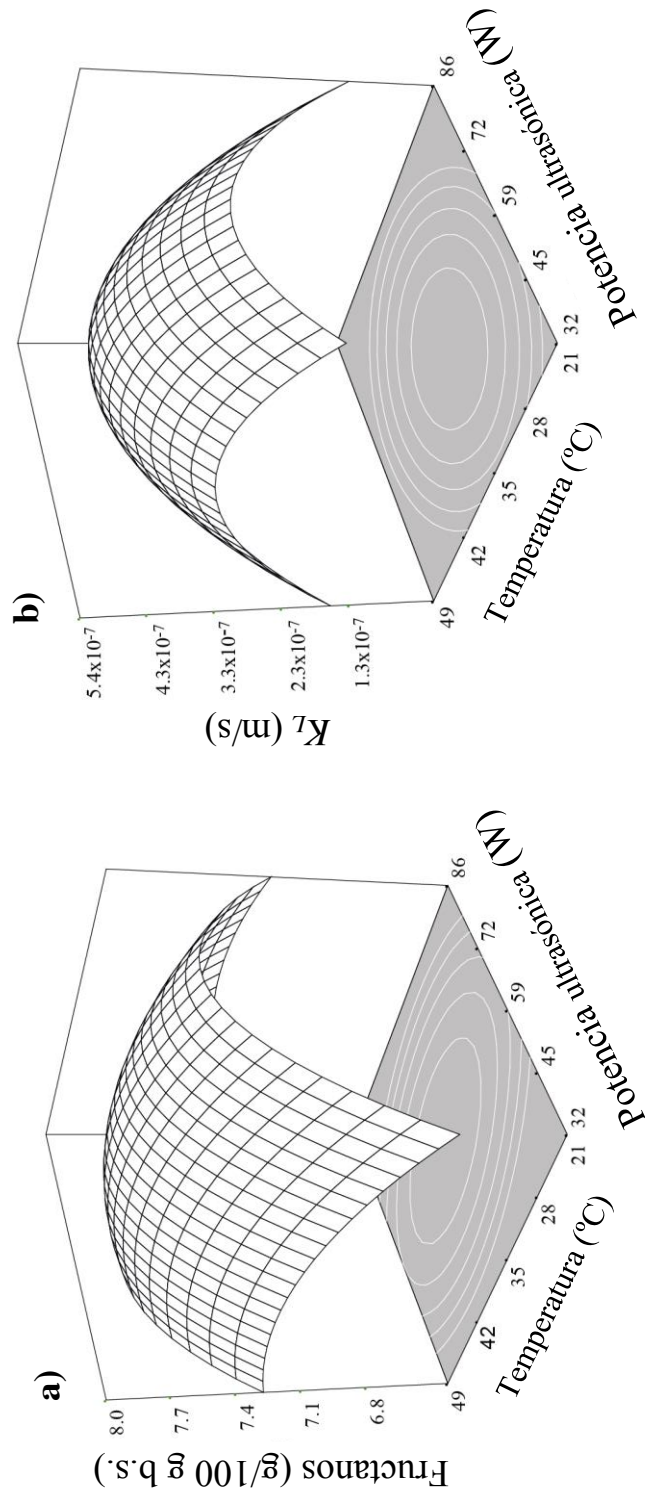 a)
Fructanos (g/100 g b.s.)
8.0
7.7
7.4
7.1
6.8
49
42
35
28
21
Temperatura (ºC)
32
45
59
72
86
Potencia ultrasónica (W)
b)
K_L (m/s)
5.4x10⁻⁷
4.3x10⁻⁷
3.3x10⁻⁷
2.3x10⁻⁷
1.3x10⁻⁷
49
42
35
28
21
Temperatura (ºC)
32
45
59
72
86
Potencia ultrasónica (W)